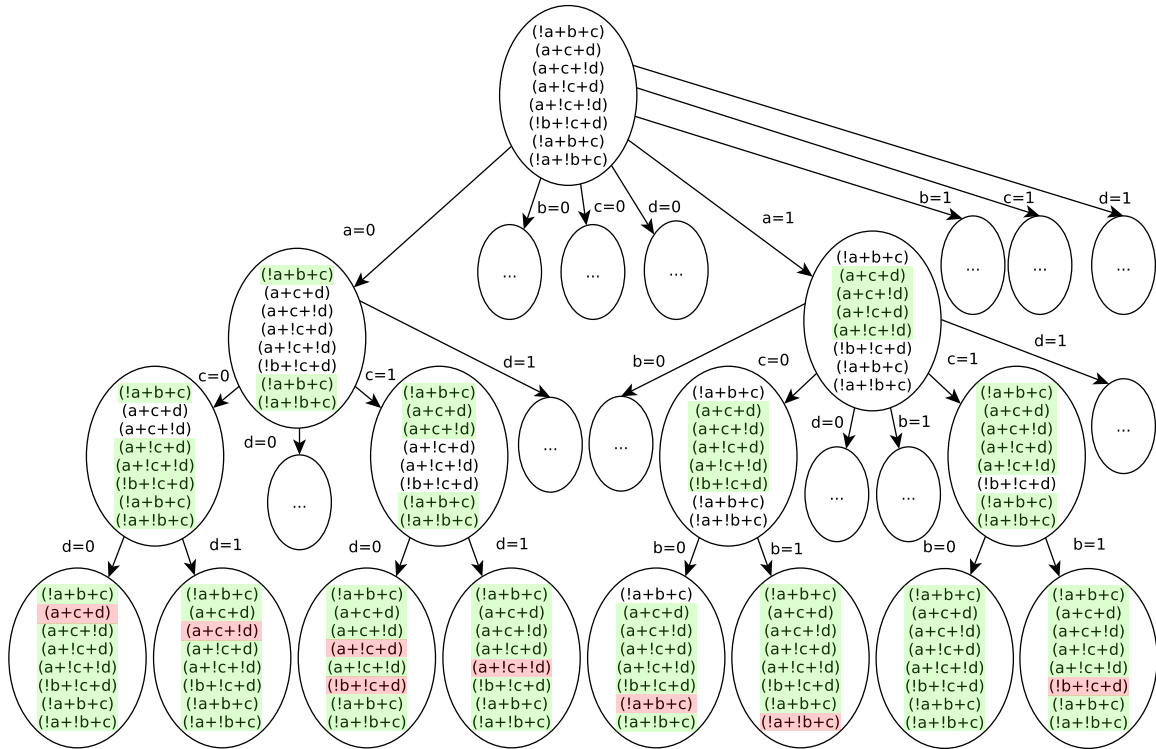 (!a+b+c)
(a+c+d)
(a+c+!d)
(a+!c+d)
(a+!c+!d)
(!b+!c+d)
(!a+b+c)
(!a+!b+c)
a=0
b=0
c=0
d=0
a=1
b=1
c=1
d=1
...
...
...
...
...
...
(!a+b+c)
(a+c+d)
(a+c+!d)
(a+!c+d)
(a+!c+!d)
(!b+!c+d)
(!a+b+c)
(!a+!b+c)
(!a+b+c)
(a+c+d)
(a+c+!d)
(a+!c+d)
(a+!c+!d)
(!b+!c+d)
(!a+b+c)
(!a+!b+c)
c=0
d=0
c=1
d=1
b=0
c=0
d=0
b=1
c=1
d=1
(!a+b+c)
(a+c+d)
(a+c+!d)
(a+!c+d)
(a+!c+!d)
(!b+!c+d)
(!a+b+c)
(!a+!b+c)
...
(!a+b+c)
(a+c+d)
(a+c+!d)
(a+!c+d)
(a+!c+!d)
(!b+!c+d)
(!a+b+c)
(!a+!b+c)
...
...
(!a+b+c)
(a+c+d)
(a+c+!d)
(a+!c+d)
(a+!c+!d)
(!b+!c+d)
(!a+b+c)
(!a+!b+c)
...
...
(!a+b+c)
(a+c+d)
(a+c+!d)
(a+!c+d)
(a+!c+!d)
(!b+!c+d)
(!a+b+c)
(!a+!b+c)
...
d=0
d=1
d=0
d=1
b=0
b=1
b=0
b=1
(!a+b+c)
(a+c+d)
(a+c+!d)
(a+!c+d)
(a+!c+!d)
(!b+!c+d)
(!a+b+c)
(!a+!b+c)
(!a+b+c)
(a+c+d)
(a+c+!d)
(a+!c+d)
(a+!c+!d)
(!b+!c+d)
(!a+b+c)
(!a+!b+c)
(!a+b+c)
(a+c+d)
(a+c+!d)
(a+!c+d)
(a+!c+!d)
(!b+!c+d)
(!a+b+c)
(!a+!b+c)
(!a+b+c)
(a+c+d)
(a+c+!d)
(a+!c+d)
(a+!c+!d)
(!b+!c+d)
(!a+b+c)
(!a+!b+c)
(!a+b+c)
(a+c+d)
(a+c+!d)
(a+!c+d)
(a+!c+!d)
(!b+!c+d)
(!a+b+c)
(!a+!b+c)
(!a+b+c)
(a+c+d)
(a+c+!d)
(a+!c+d)
(a+!c+!d)
(!b+!c+d)
(!a+b+c)
(!a+!b+c)
(!a+b+c)
(a+c+d)
(a+c+!d)
(a+!c+d)
(a+!c+!d)
(!b+!c+d)
(!a+b+c)
(!a+!b+c)
(!a+b+c)
(a+c+d)
(a+c+!d)
(a+!c+d)
(a+!c+!d)
(!b+!c+d)
(!a+b+c)
(!a+!b+c)